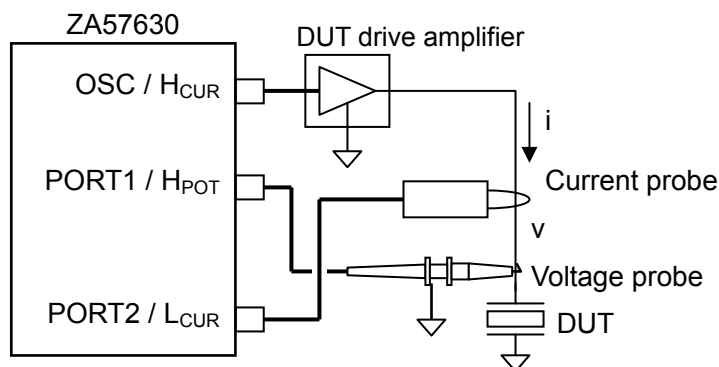 ZA57630
DUT drive amplifier
OSC / HCUR
i
PORT1 / HPOT
Current probe
v
Voltage probe
PORT2 / LCUR
DUT